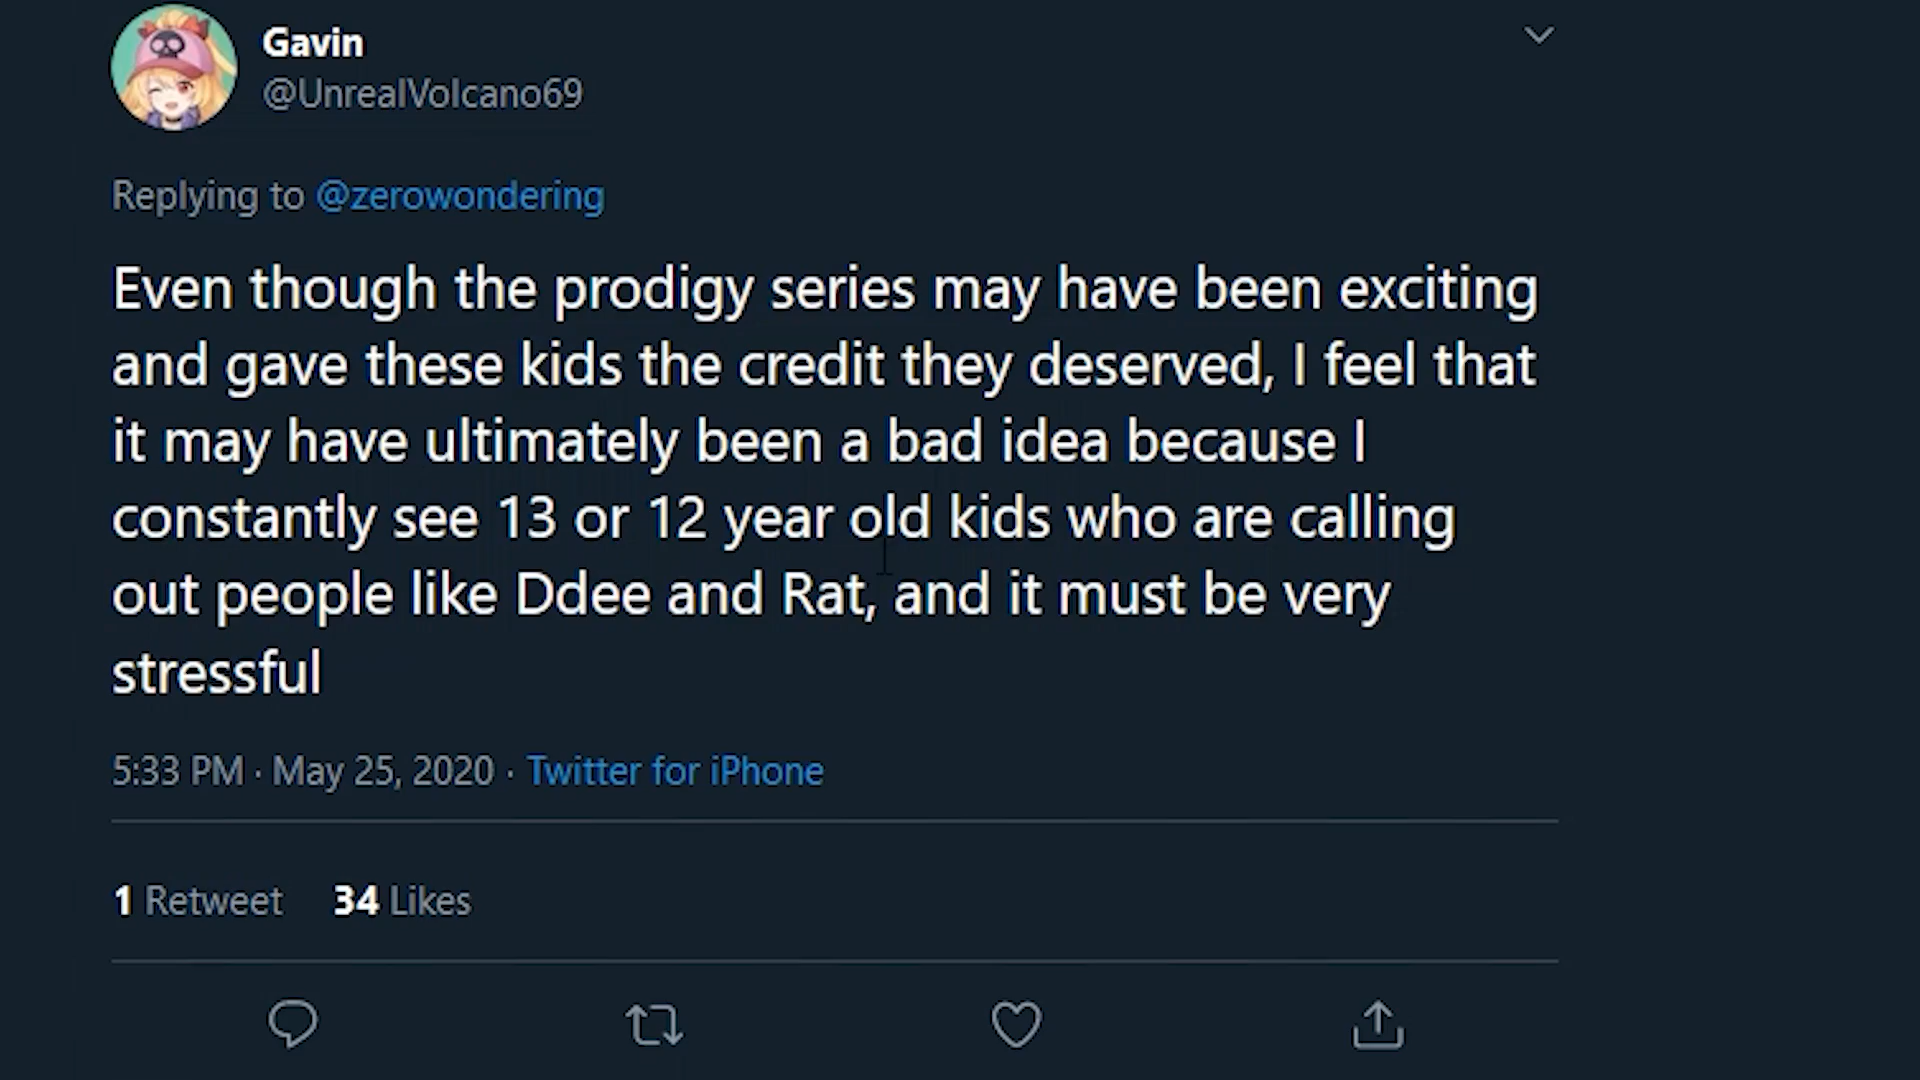 Gavin
@UnrealVolcano69
Replying to @zerowondering
Even though the prodigy series may have been exciting
and gave these kids the credit they deserved, I feel that
it may have ultimately been a bad idea because I
constantly see 13 or 12 year old kids who are calling
out people like Ddee and Rat, and it must be very
stressful
5:33 PM · May 25, 2020 · Twitter for iPhone
1 Retweet 34 Likes